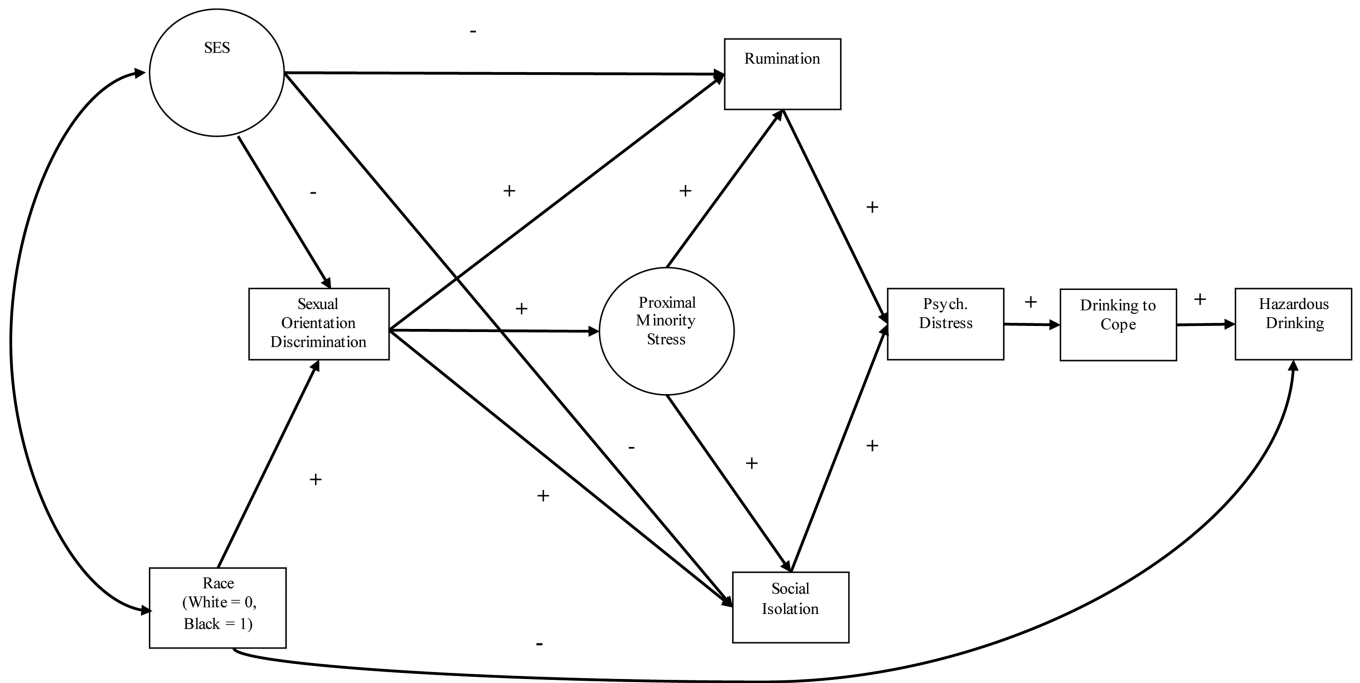 SES
-
Rumination
-
+
+
+
Sexual
Orientation
Discrimination
+
Proximal
Minority
Stress
Psych.
Distress
+
Drinking to
Cope
+
Hazardous
Drinking
-
+
+
+
+
Race
(White = 0,
Black = 1)
Social
Isolation
-